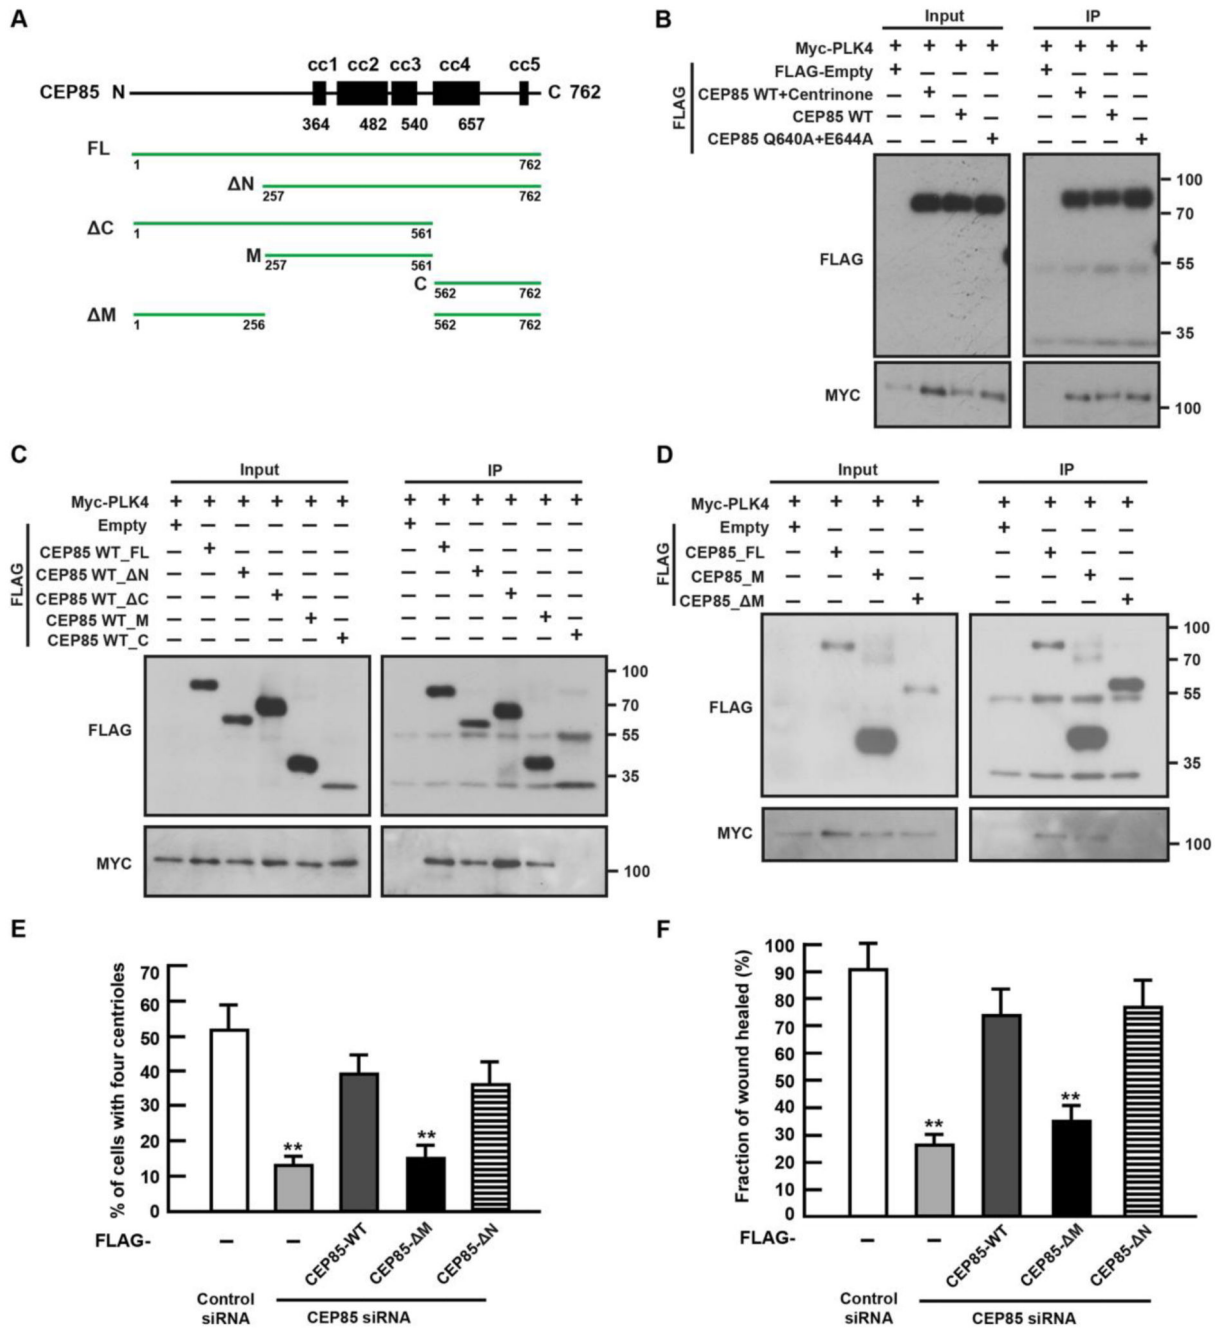 A
cc1 cc2 cc3 cc4 cc5
CEP85 N C 762
364 482 540 657
FL
1 762
ΔN
257 762
ΔC
1 561
M
257 561
C
562 762
ΔM
1 256 562 762
B
Input IP
Myc-PLK4 + + + + + + + +
FLAG
FLAG-Empty + – – – + – – –
CEP85 WT+Centrinone – + – – – + – –
CEP85 WT – – + – – – + –
CEP85 Q640A+E644A – – – + – – – +
100
70
FLAG
55
35
MYC
100
C
Input IP
Myc-PLK4 + + + + + + + + + + + +
FLAG
Empty + – – – – – + – – – – –
CEP85 WT_FL – + – – – – – + – – – –
CEP85 WT_ΔN – – + – – – – – + – – –
CEP85 WT_ΔC – – – + – – – – – + – –
CEP85 WT_M – – – – + – – – – – + –
CEP85 WT_C – – – – – + – – – – – +
100
70
FLAG
55
35
MYC
100
D
Input IP
Myc-PLK4 + + + + + + + +
FLAG
Empty + – – – + – – –
CEP85_FL – + – – – + – –
CEP85_M – – + – – – + –
CEP85_ΔM – – – + – – – +
100
70
55
FLAG
35
MYC
100
E
% of cells with four centrioles
70
60
50
40
30
20
10
0
** **
FLAG- – – CEP85-WT CEP85-ΔM CEP85-ΔN
Control
siRNA
CEP85 siRNA
F
Fraction of wound healed (%)
100
90
80
70
60
50
40
30
20
10
0
** **
FLAG- – – CEP85-WT CEP85-ΔM CEP85-ΔN
Control
siRNA
CEP85 siRNA